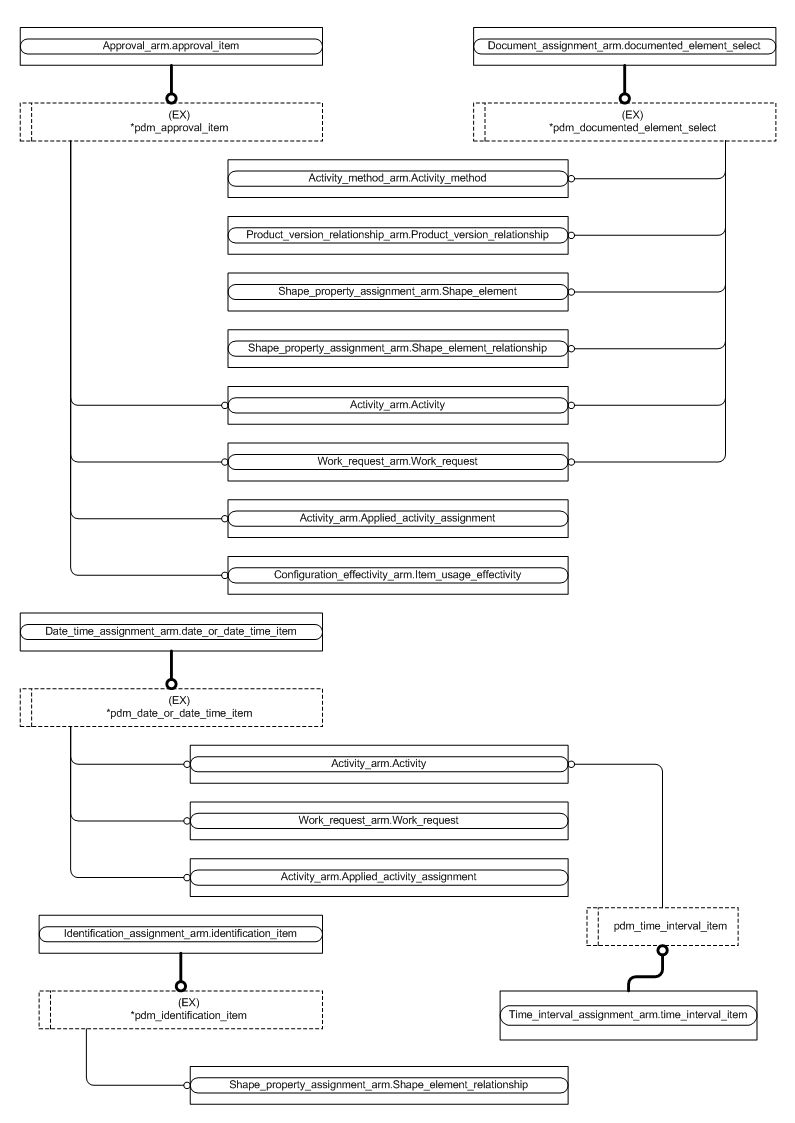 Approval_arm.approval_item
Document_assignment_arm.documented_element_select
(EX)
*pdm_approval_item
(EX)
*pdm_documented_element_select
Activity_method_arm.Activity_method
Product_version_relationship_arm.Product_version_relationship
Shape_property_assignment_arm.Shape_element
Shape_property_assignment_arm.Shape_element_relationship
Activity_arm.Activity
Work_request_arm.Work_request
Activity_arm.Applied_activity_assignment
Configuration_effectivity_arm.Item_usage_effectivity
Date_time_assignment_arm.date_or_date_time_item
(EX)
*pdm_date_or_date_time_item
Activity_arm.Activity
Work_request_arm.Work_request
Activity_arm.Applied_activity_assignment
Identification_assignment_arm.identification_item
pdm_time_interval_item
(EX)
*pdm_identification_item
Time_interval_assignment_arm.time_interval_item
Shape_property_assignment_arm.Shape_element_relationship